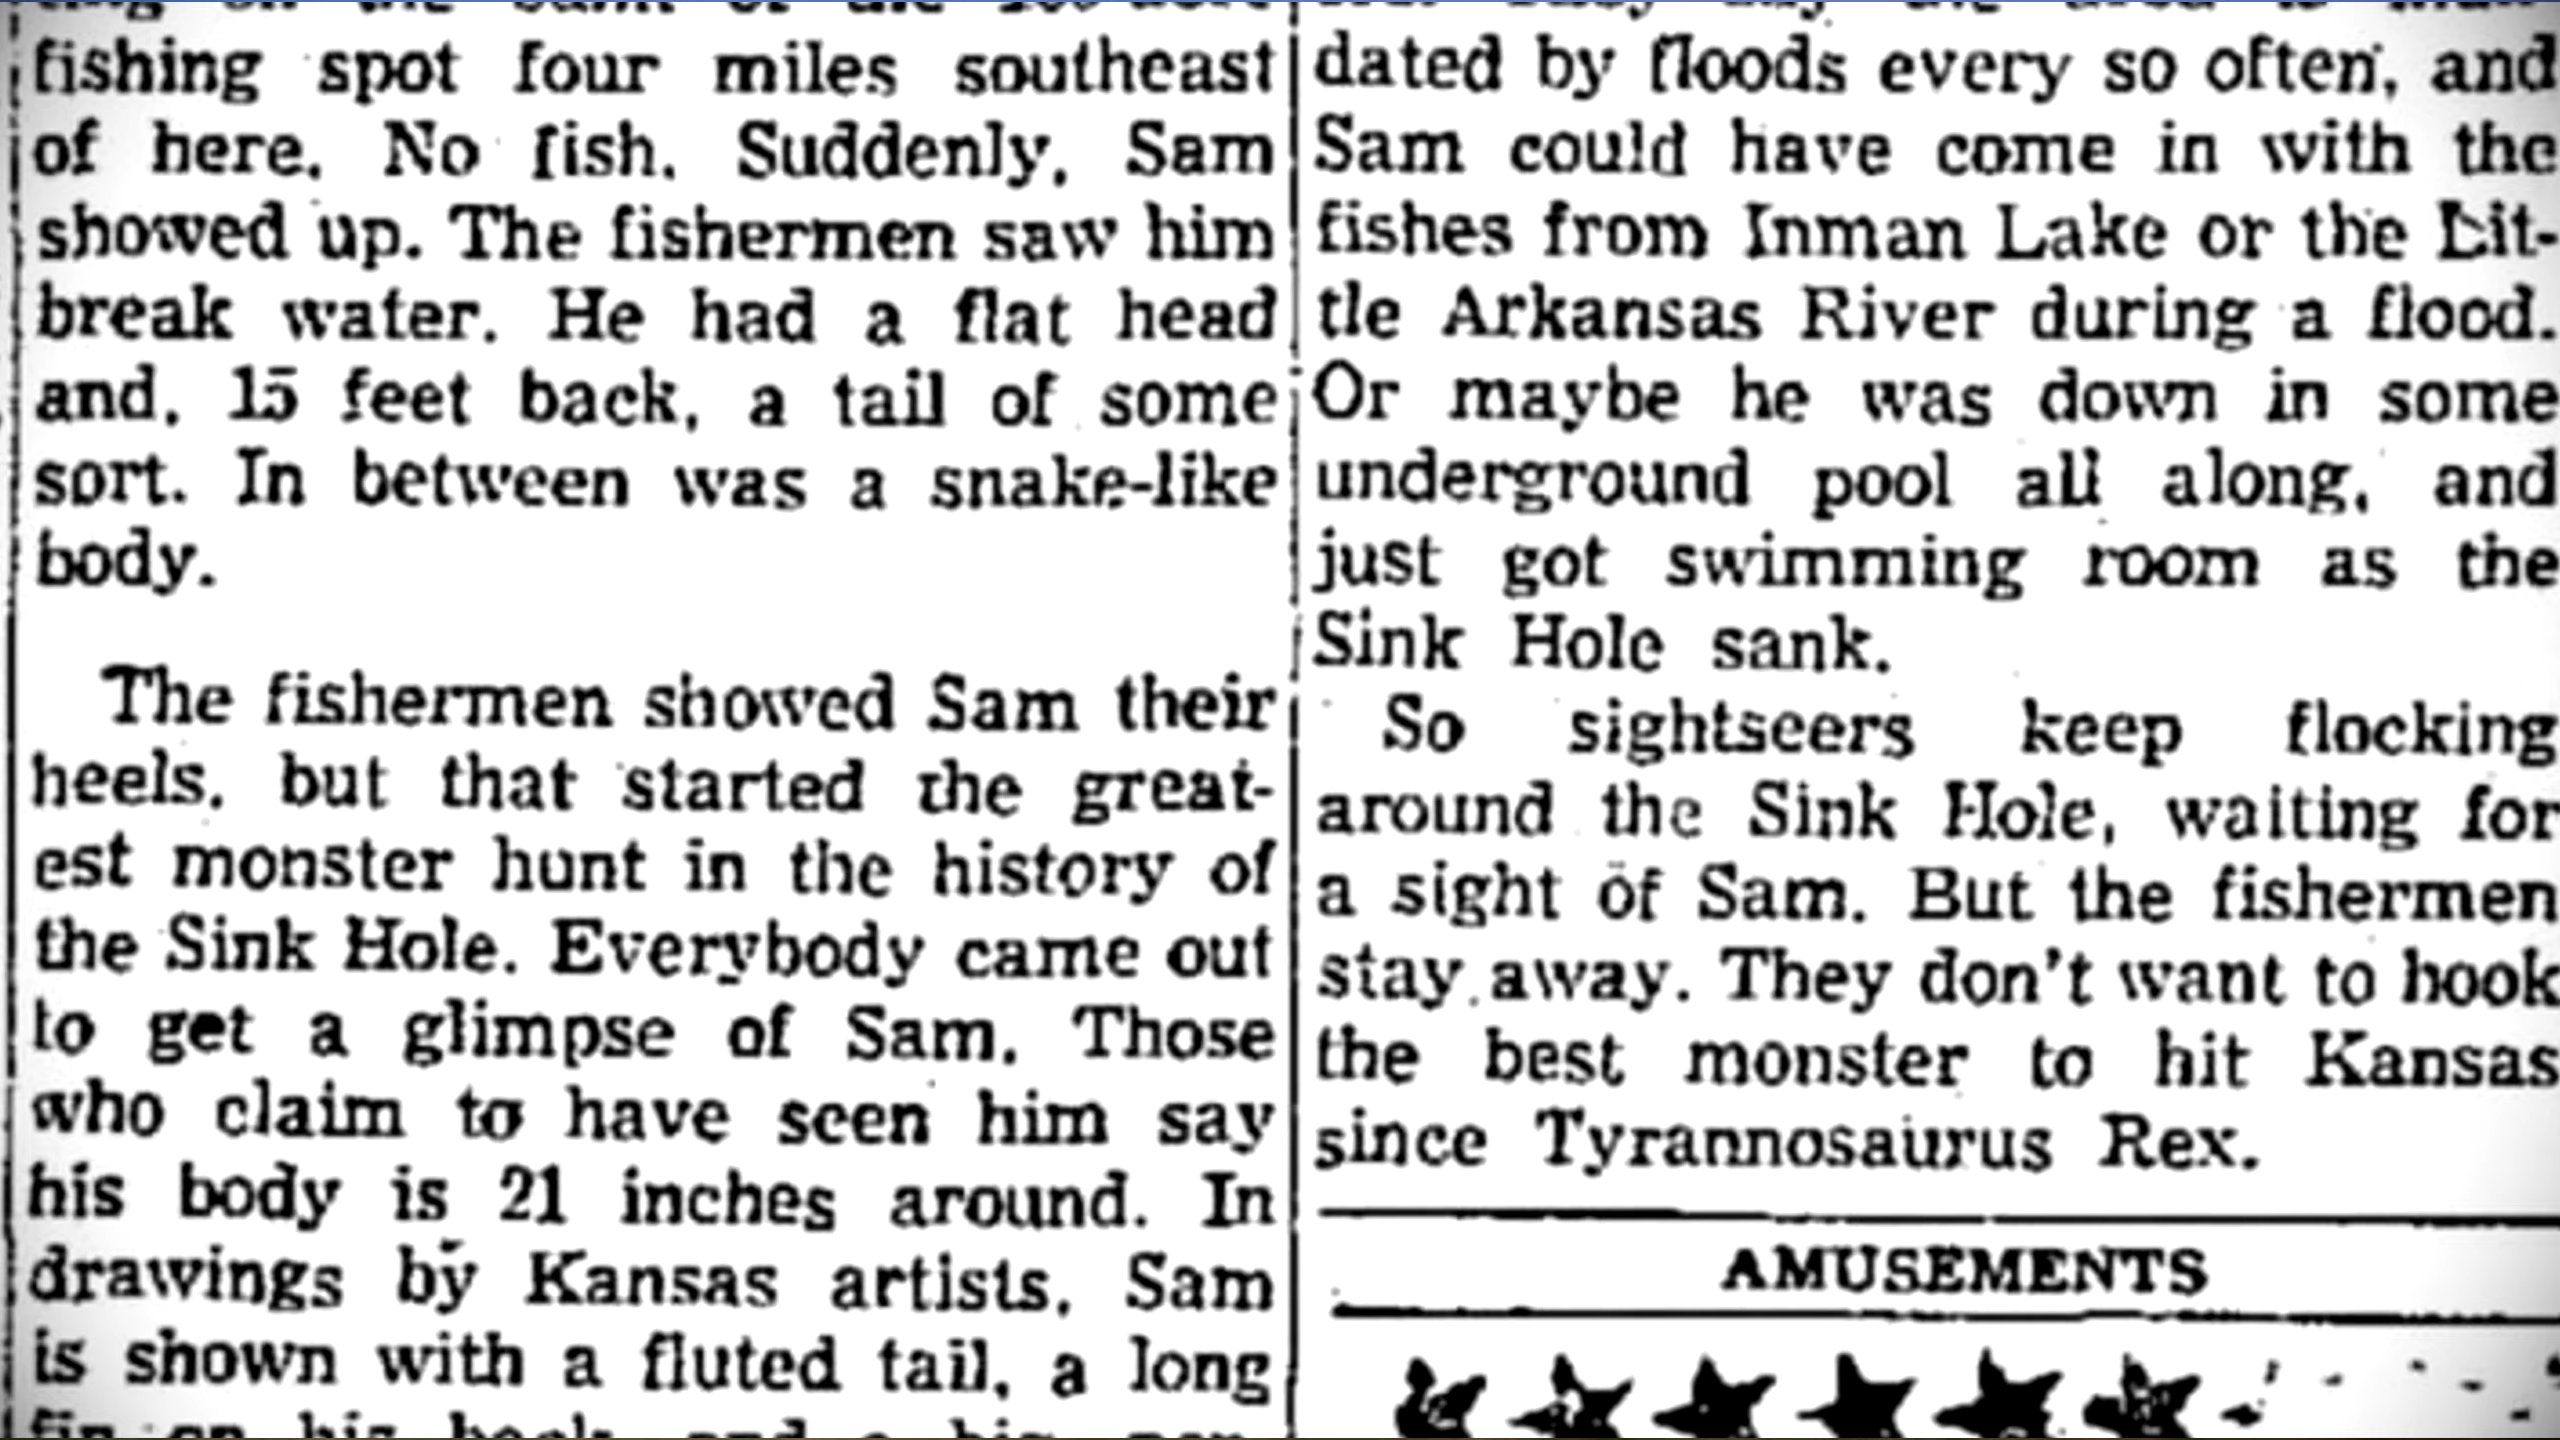 fishing spot four miles southeast
of here. No fish. Suddenly, Sam
showed up. The fishermen saw him
break water. He had a flat head
and, 15 feet back, a tail of some
sort. In between was a snake-like
body.
The fishermen showed Sam their
heels, but that started the great-
est monster hunt in the history of
the Sink Hole. Everybody came out
to get a glimpse of Sam. Those
who claim to have seen him say
his body is 21 inches around. In
drawings by Kansas artists, Sam
is shown with a fluted tail, a long
fin on his back, and a big
dated by floods every so often, and
Sam could have come in with the
fishes from Inman Lake or the Lit-
tle Arkansas River during a flood.
Or maybe he was down in some
underground pool all along, and
just got swimming room as the
Sink Hole sank.
So sightseers keep flocking
around the Sink Hole, waiting for
a sight of Sam. But the fishermen
stay away. They don't want to hook
the best monster to hit Kansas
since Tyrannosaurus Rex.
AMUSEMENTS